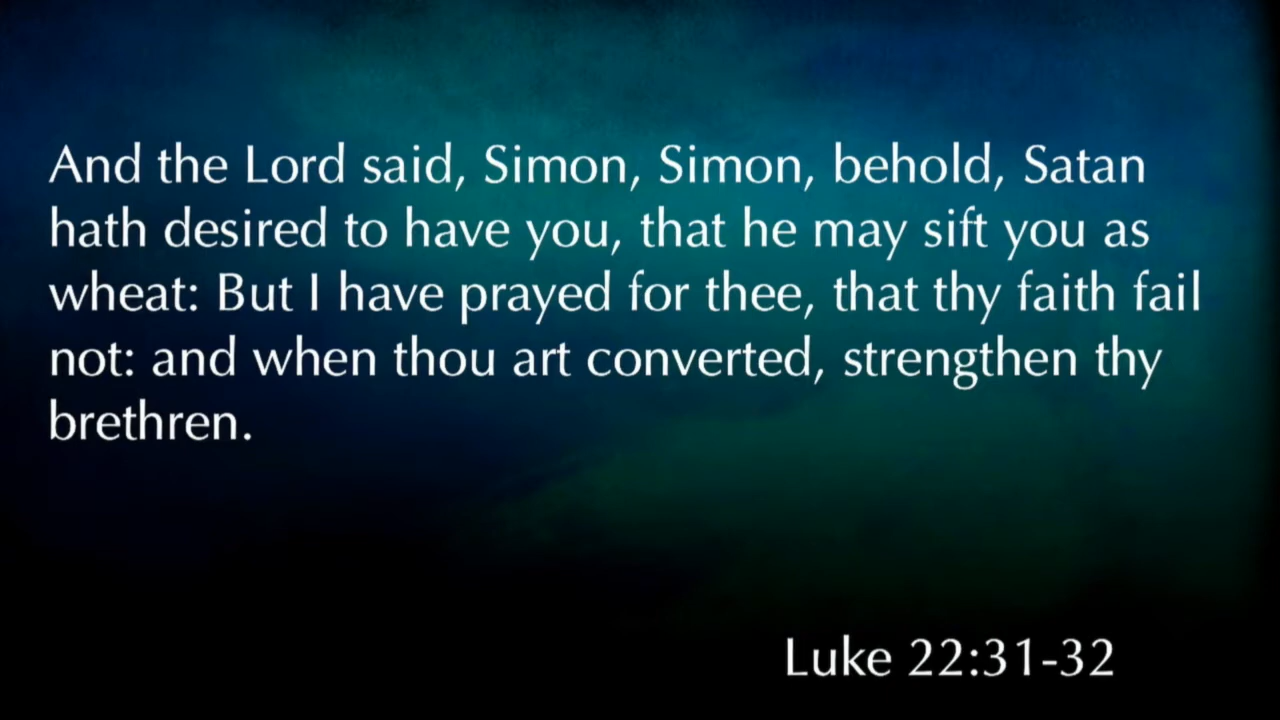 And the Lord said, Simon, Simon, behold, Satan
hath desired to have you, that he may sift you as
wheat: But I have prayed for thee, that thy faith fail
not: and when thou art converted, strengthen thy
brethren.
Luke 22:31-32